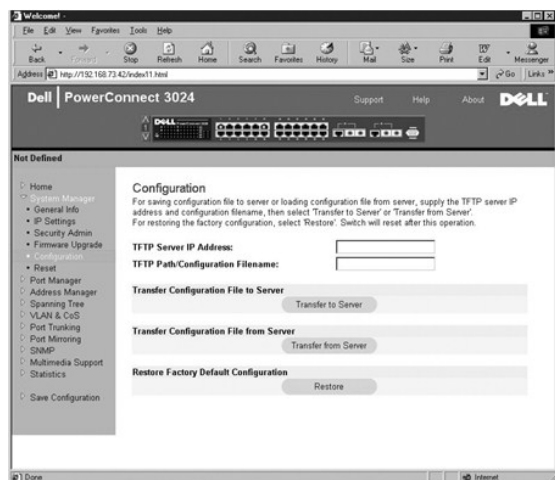 Welcome! -
File Edit View Favorites Tools Help
Back Forward Stop Refresh Home Search Favorites History Mail Size Print Edit Messenger
Address http://192.168.73.42/index11.html Go Links »
Dell | PowerConnect 3024
Support Help About DELL
DELL
Not Defined
Home
System Manager
• General Info
• IP Settings
• Security Admin
• Firmware Upgrade
• Configuration
• Reset
Port Manager
Address Manager
Spanning Tree
VLAN & CoS
Port Trunking
Port Mirroring
SNMP
Multimedia Support
Statistics
Save Configuration
Configuration
For saving configuration file to server or loading configuration file from server, supply the TFTP server IP
address and configuration filename, then select 'Transfer to Server' or 'Transfer from Server'.
For restoring the factory configuration, select 'Restore'. Switch will reset after this operation.
TFTP Server IP Address:
TFTP Path/Configuration Filename:
Transfer Configuration File to Server
Transfer to Server
Transfer Configuration File from Server
Transfer from Server
Restore Factory Default Configuration
Restore
Done Internet